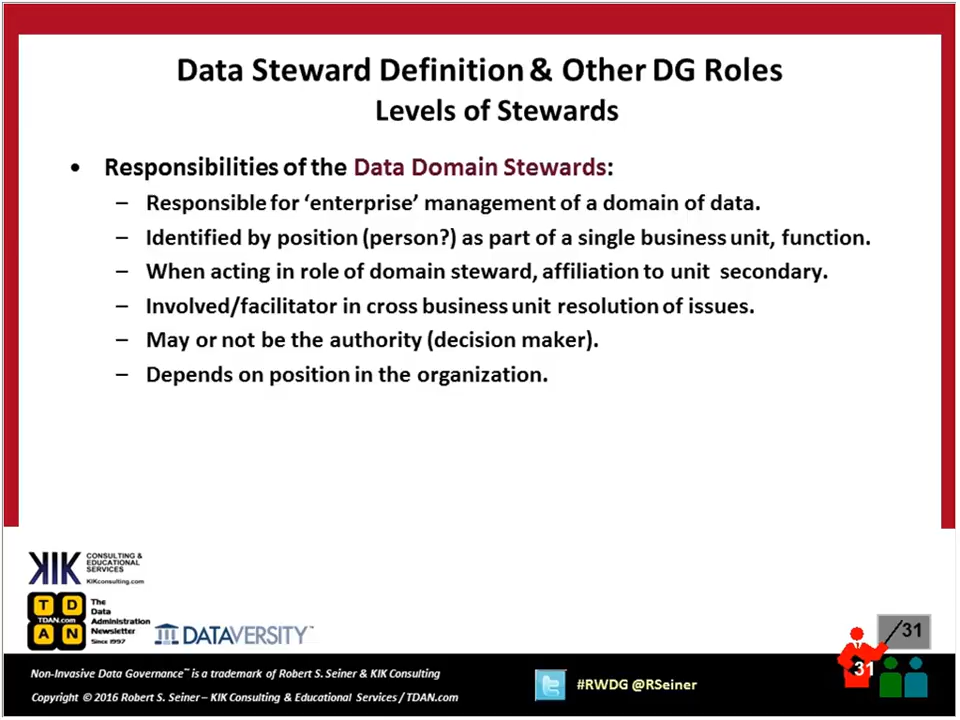 Data Steward Definition & Other DG Roles
Levels of Stewards
• Responsibilities of the Data Domain Stewards:
– Responsible for ‘enterprise’ management of a domain of data.
– Identified by position (person?) as part of a single business unit, function.
– When acting in role of domain steward, affiliation to unit secondary.
– Involved/facilitator in cross business unit resolution of issues.
– May or not be the authority (decision maker).
– Depends on position in the organization.
KIK
CONSULTING &
EDUCATIONAL
SERVICES
KIKconsulting.com
T D
TDAN.com
A N
The
Data
Administration
Newsletter
Since 1997
DATAVERSITY™
/31
31
Non-Invasive Data Governance™ is a trademark of Robert S. Seiner & KIK Consulting
Copyright © 2016 Robert S. Seiner – KIK Consulting & Educational Services / TDAN.com
#RWDG @RSeiner